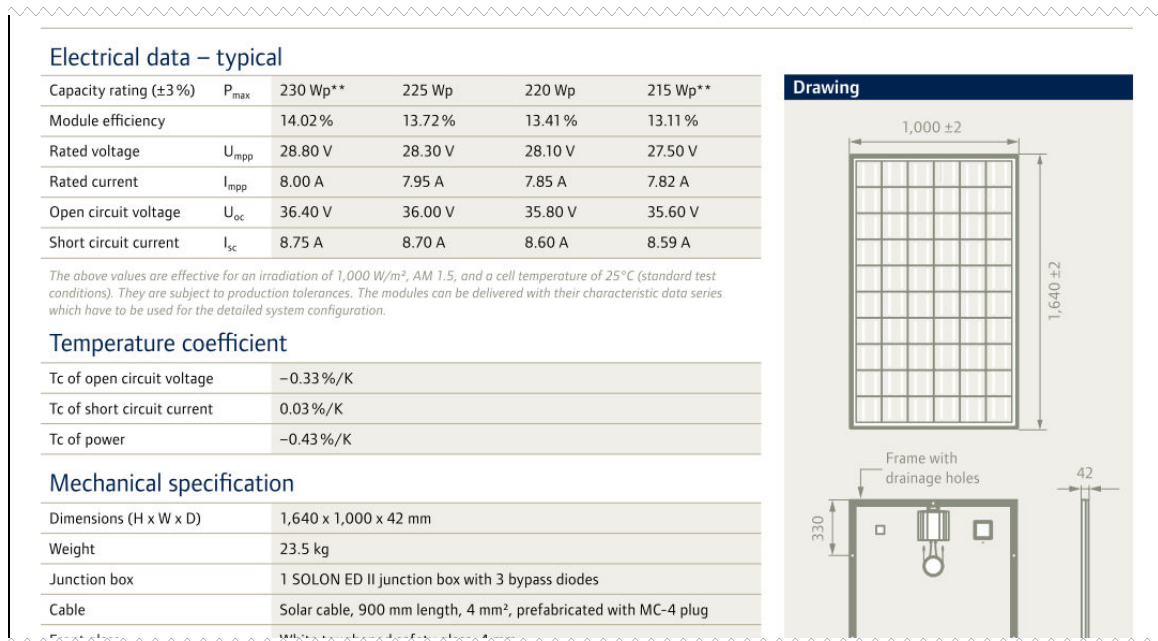 Electrical data – typical
Capacity rating (±3 %) Pmax 230 Wp** 225 Wp 220 Wp 215 Wp**
Module efficiency 14.02 % 13.72 % 13.41 % 13.11 %
Rated voltage Umpp 28.80 V 28.30 V 28.10 V 27.50 V
Rated current Impp 8.00 A 7.95 A 7.85 A 7.82 A
Open circuit voltage Uoc 36.40 V 36.00 V 35.80 V 35.60 V
Short circuit current Isc 8.75 A 8.70 A 8.60 A 8.59 A
The above values are effective for an irradiation of 1,000 W/m², AM 1.5, and a cell temperature of 25°C (standard test
conditions). They are subject to production tolerances. The modules can be delivered with their characteristic data series
which have to be used for the detailed system configuration.
Temperature coefficient
Tc of open circuit voltage –0.33 %/K
Tc of short circuit current 0.03 %/K
Tc of power –0.43 %/K
Mechanical specification
Dimensions (H x W x D) 1,640 x 1,000 x 42 mm
Weight 23.5 kg
Junction box 1 SOLON ED II junction box with 3 bypass diodes
Cable Solar cable, 900 mm length, 4 mm², prefabricated with MC-4 plug
Drawing
1,000 ±2
1,640 ±2
Frame with
drainage holes
42
330